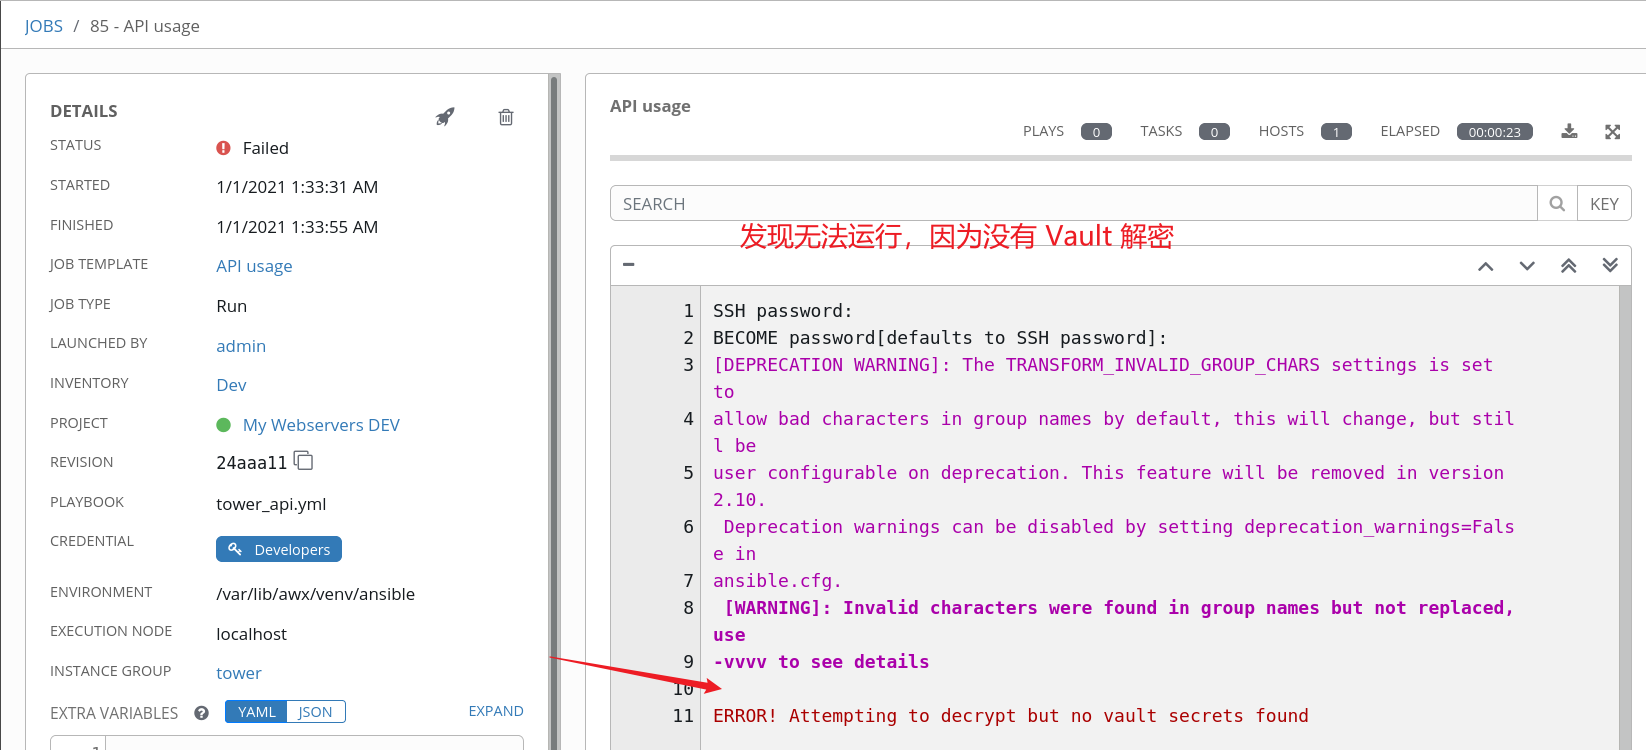 JOBS / 85 - API usage
DETAILS
STATUS Failed
STARTED 1/1/2021 1:33:31 AM
FINISHED 1/1/2021 1:33:55 AM
JOB TEMPLATE API usage
JOB TYPE Run
LAUNCHED BY admin
INVENTORY Dev
PROJECT My Webservers DEV
REVISION 24aaa11
PLAYBOOK tower_api.yml
CREDENTIAL Developers
ENVIRONMENT /var/lib/awx/venv/ansible
EXECUTION NODE localhost
INSTANCE GROUP tower
EXTRA VARIABLES ? YAML JSON EXPAND
1
API usage
PLAYS 0 TASKS 0 HOSTS 1 ELAPSED 00:00:23
SEARCH KEY
发现无法运行，因为没有 Vault 解密
1 SSH password:
2 BECOME password[defaults to SSH password]:
3 [DEPRECATION WARNING]: The TRANSFORM_INVALID_GROUP_CHARS settings is set
to
4 allow bad characters in group names by default, this will change, but stil
l be
5 user configurable on deprecation. This feature will be removed in version
2.10.
6 Deprecation warnings can be disabled by setting deprecation_warnings=Fals
e in
7 ansible.cfg.
8 [WARNING]: Invalid characters were found in group names but not replaced,
use
9 -vvvv to see details
10
11 ERROR! Attempting to decrypt but no vault secrets found